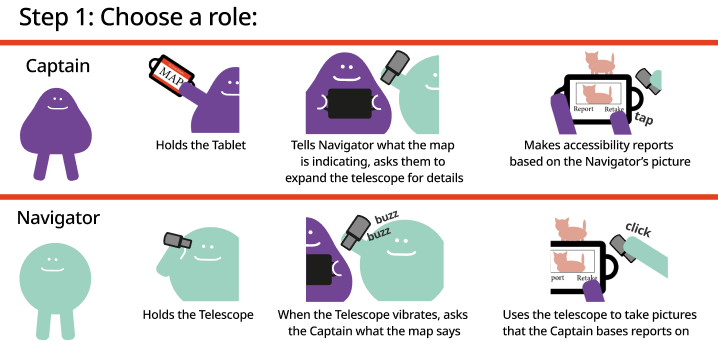 Step 1: Choose a role:
Captain
MAP
Report Retake
tap
Holds the Tablet
Tells Navigator what the map
is indicating, asks them to
expand the telescope for details
Makes accessibility reports
based on the Navigator's picture
Navigator
buzz
buzz
click
port Retake
Holds the Telescope
When the Telescope vibrates, asks
the Captain what the map says
Uses the telescope to take pictures
that the Captain bases reports on